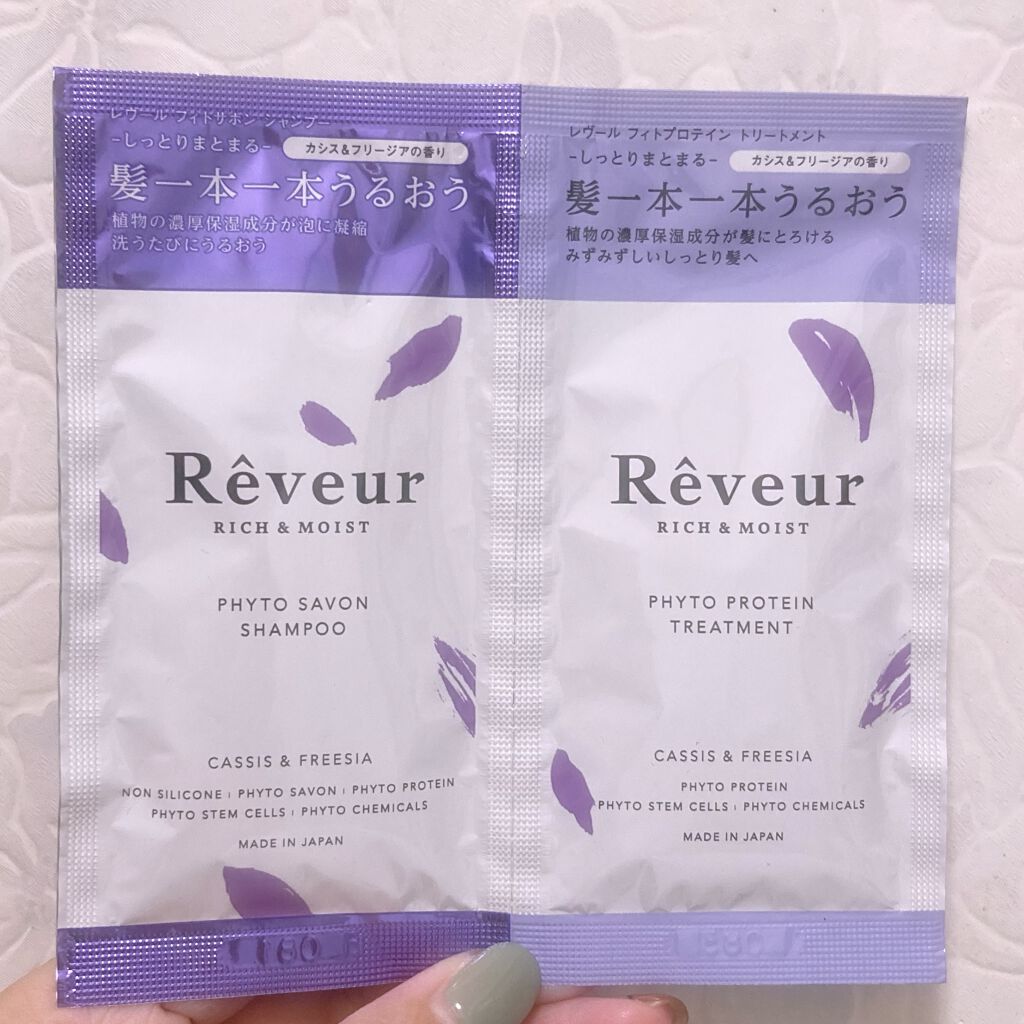 レヴール フィトサボン シャンプー
-しっとりまとまる-
カシス&フリージアの香り
髪一本一本うるおう
植物の濃厚保湿成分が泡に凝縮
洗うたびにうるおう
Rêveur
RICH & MOIST
PHYTO SAVON
SHAMPOO
CASSIS & FREESIA
NON SILICONE | PHYTO SAVON | PHYTO PROTEIN
PHYTO STEM CELLS | PHYTO CHEMICALS
MADE IN JAPAN
レヴール フィトプロテイン トリートメント
-しっとりまとまる-
カシス&フリージアの香り
髪一本一本うるおう
植物の濃厚保湿成分が髪にとろける
みずみずしいしっとり髪へ
Rêveur
RICH & MOIST
PHYTO PROTEIN
TREATMENT
CASSIS & FREESIA
PHYTO PROTEIN
PHYTO STEM CELLS | PHYTO CHEMICALS
MADE IN JAPAN